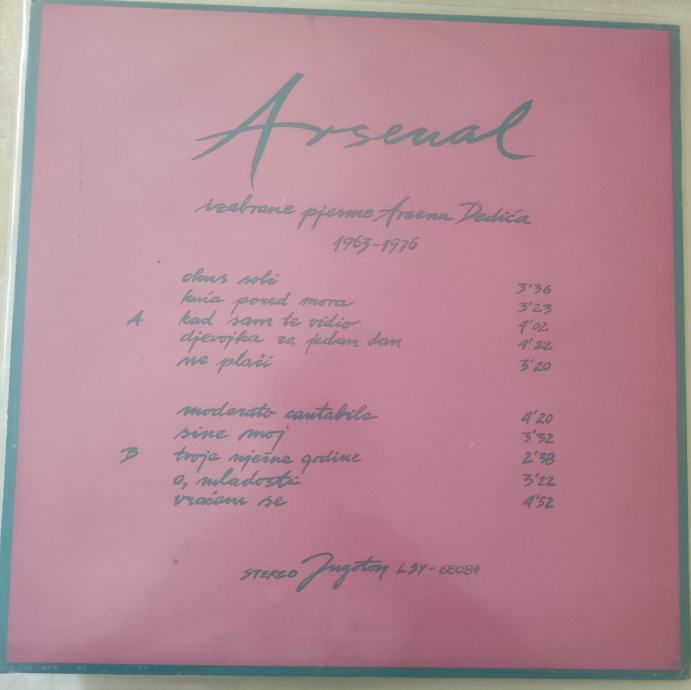 Arsenal
izabrane pjesme Arsena Dedića
1963-1976
okus soli 3'36
kuća pored mora 3'23
A kad sam te vidio 4'02
djevojka za jedan dan 4'22
ne plači 3'20
moderato cantabile 4'20
sine moj 3'32
B tvoje nježne godine 2'38
o, mladosti 3'22
vraćam se 4'52
STEREO Jugoton LSY-68081